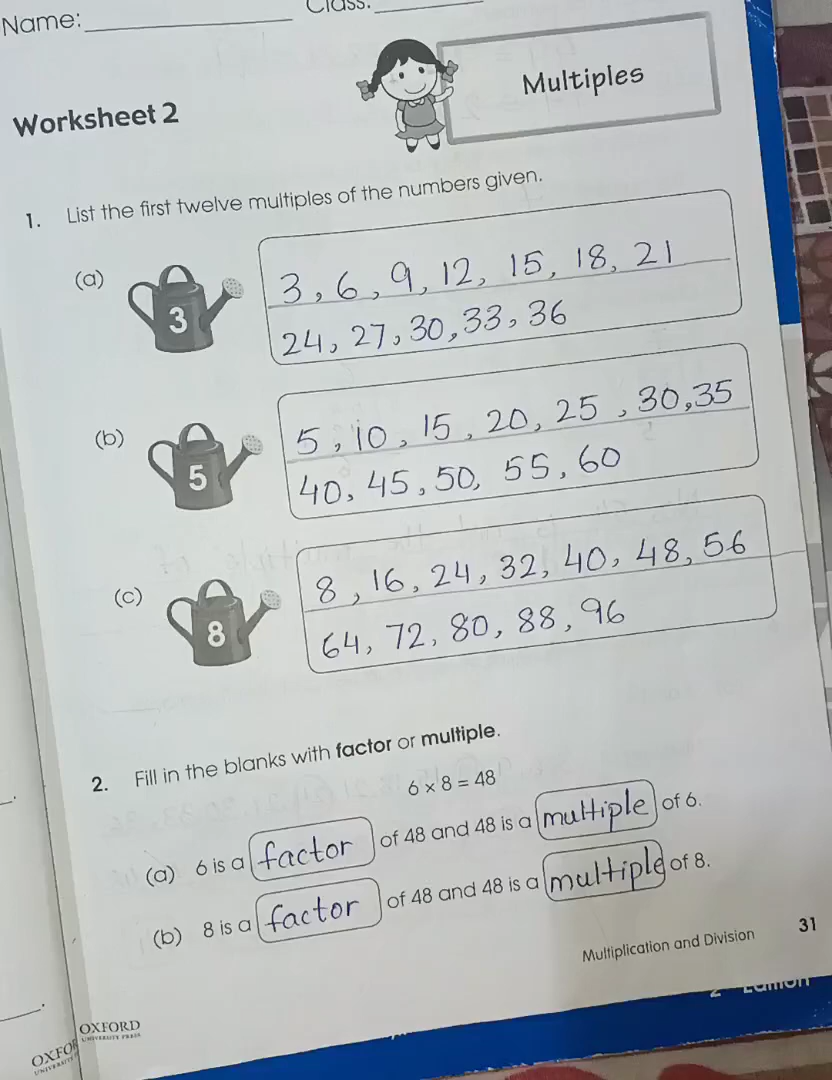 Name:
Class:
Multiples
Worksheet 2
1. List the first twelve multiples of the numbers given.
(a) 3 3, 6, 9, 12, 15, 18, 21
24, 27, 30, 33, 36
(b) 5 5, 10, 15, 20, 25, 30, 35
40, 45, 50, 55, 60
(c) 8 8, 16, 24, 32, 40, 48, 56
64, 72, 80, 88, 96
2. Fill in the blanks with factor or multiple.
6 × 8 = 48
(a) 6 is a factor of 48 and 48 is a multiple of 6.
(b) 8 is a factor of 48 and 48 is a multiple of 8.
Multiplication and Division 31
OXFORD
UNIVERSITY PRESS